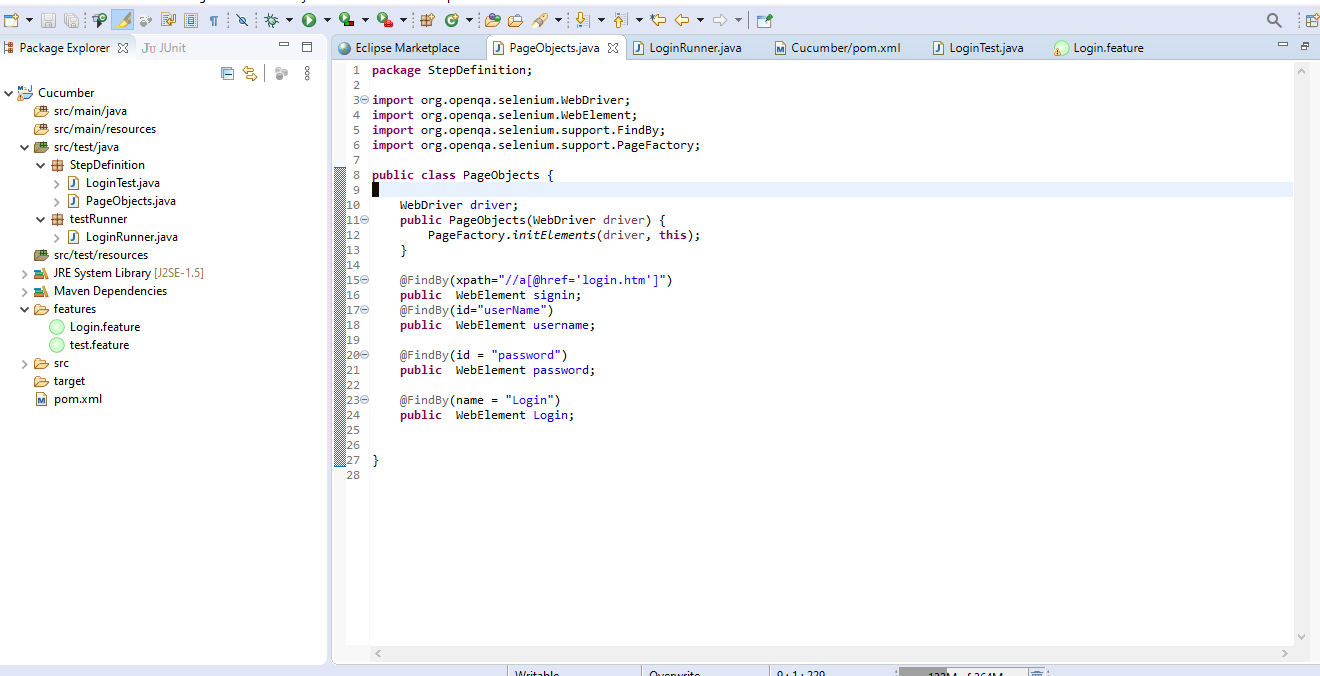 Package Explorer
JUnit
Eclipse Marketplace
PageObjects.java
LoginRunner.java
Cucumber/pom.xml
LoginTest.java
Login.feature
Cucumber
src/main/java
src/main/resources
src/test/java
StepDefinition
LoginTest.java
PageObjects.java
testRunner
LoginRunner.java
src/test/resources
JRE System Library [J2SE-1.5]
Maven Dependencies
features
Login.feature
test.feature
src
target
pom.xml
1 package StepDefinition;
2
3 import org.openqa.selenium.WebDriver;
4 import org.openqa.selenium.WebElement;
5 import org.openqa.selenium.support.FindBy;
6 import org.openqa.selenium.support.PageFactory;
7
8 public class PageObjects {
9
10 WebDriver driver;
11 public PageObjects(WebDriver driver) {
12 PageFactory.initElements(driver, this);
13 }
14
15 @FindBy(xpath="//a[@href='login.htm']")
16 public  WebElement signin;
17 @FindBy(id="userName")
18 public  WebElement username;
19
20 @FindBy(id = "password")
21 public  WebElement password;
22
23 @FindBy(name = "Login")
24 public  WebElement Login;
25
26
27 }
28
Writable
Overwrite
9 : 1 : 229